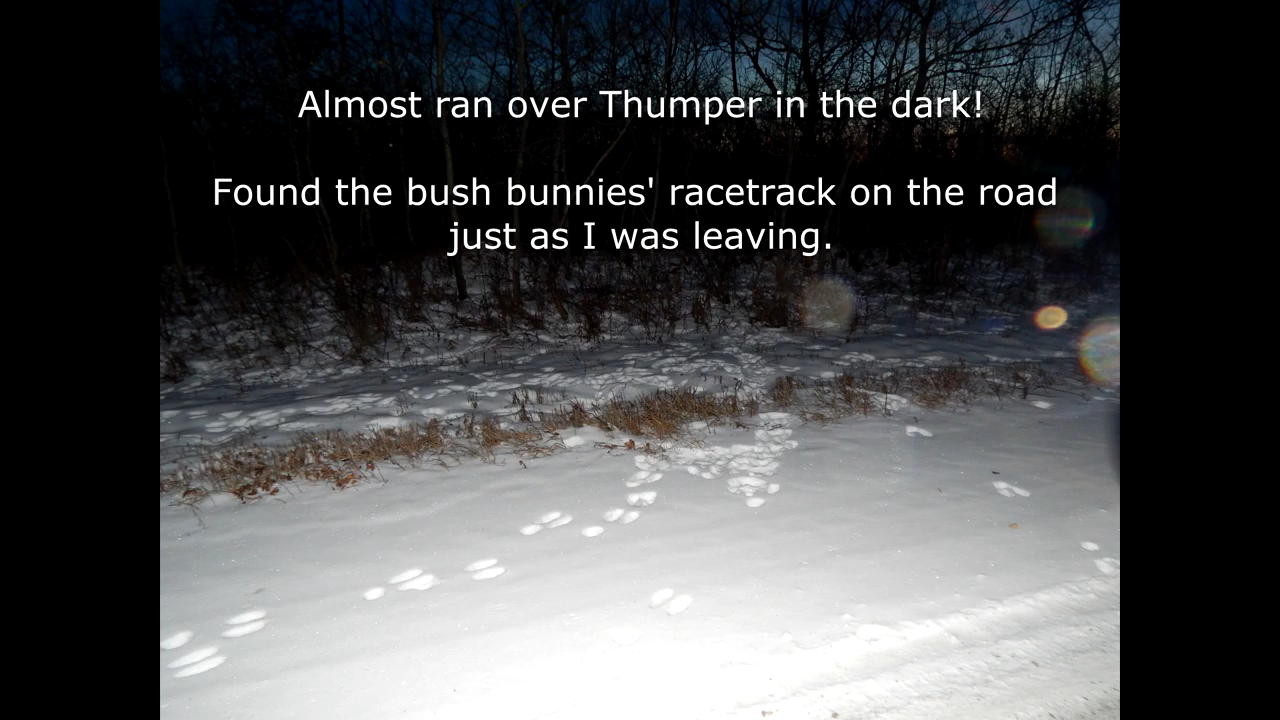 Almost ran over Thumper in the dark!
Found the bush bunnies' racetrack on the road
just as I was leaving.